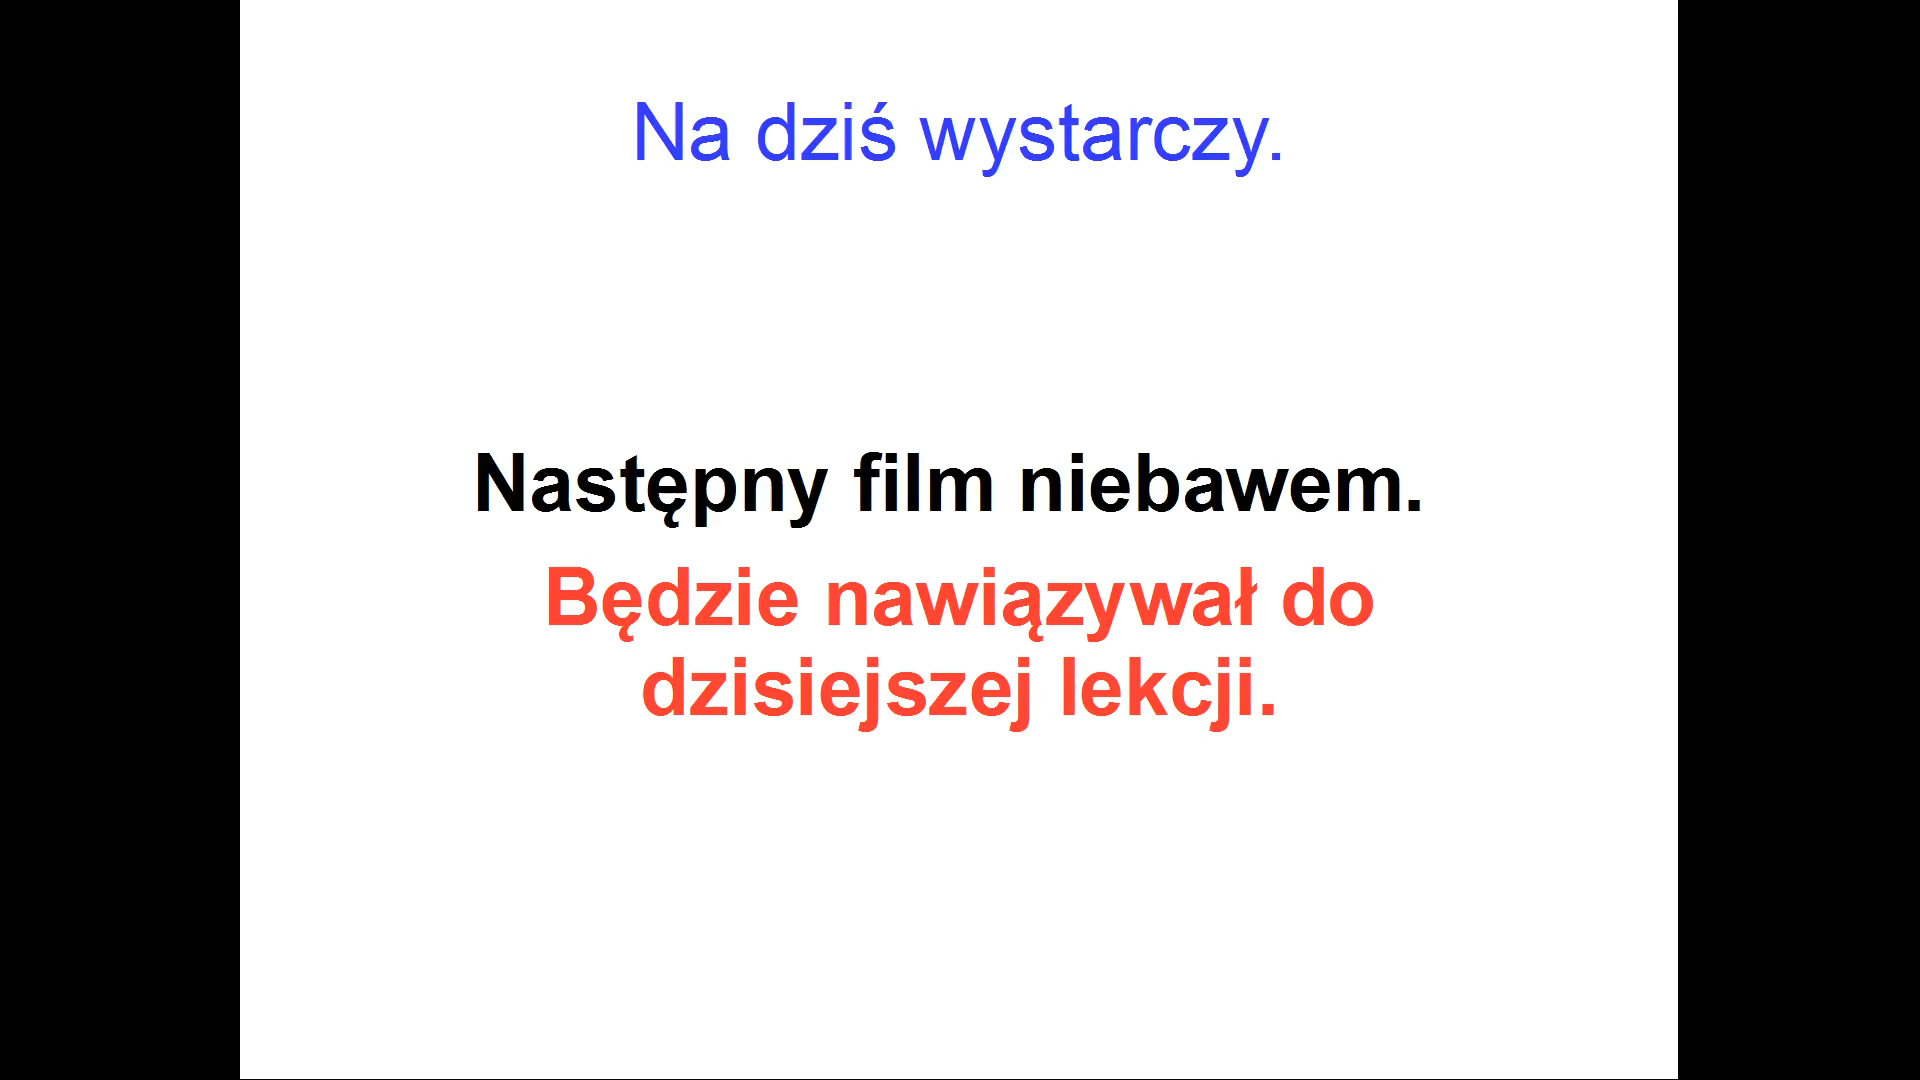 Na dziś wystarczy.
Następny film niebawem.
Będzie nawiązywał do
dzisiejszej lekcji.